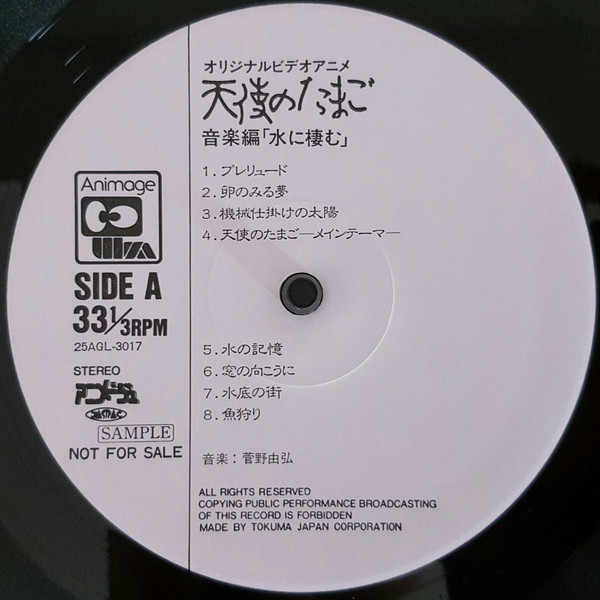 オリジナルビデオアニメ
天使のたまご
音楽編「水に棲む」
1. プレリュード
2. 卵のみる夢
3. 機械仕掛けの太陽
4. 天使のたまご―メインテーマ―
Animage
SIDE A
33 1/3 RPM
25AGL-3017
STEREO
アニメージュ
JASRAC
SAMPLE
NOT FOR SALE
5. 水の記憶
6. 窓の向こうに
7. 水底の街
8. 魚狩り
音楽：菅野由弘
ALL RIGHTS RESERVED
COPYING PUBLIC PERFORMANCE BROADCASTING
OF THIS RECORD IS FORBIDDEN
MADE BY TOKUMA JAPAN CORPORATION